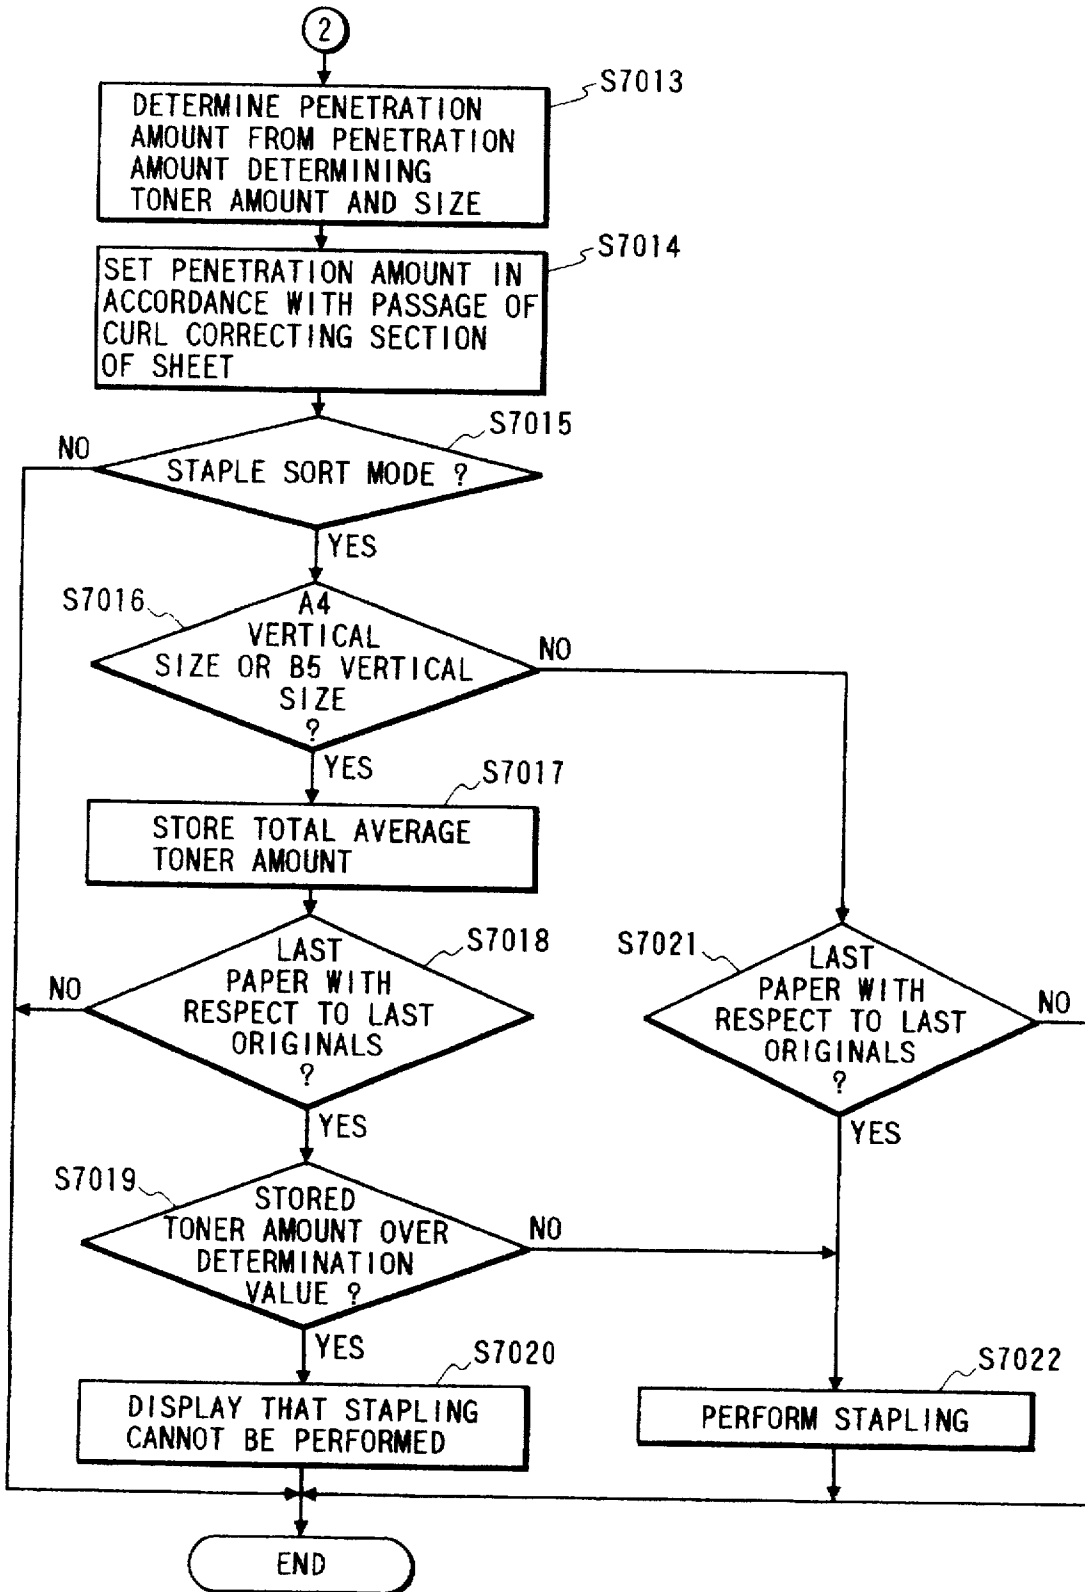 2
S7013
DETERMINE PENETRATION
AMOUNT FROM PENETRATION
AMOUNT DETERMINING
TONER AMOUNT AND SIZE
S7014
SET PENETRATION AMOUNT IN
ACCORDANCE WITH PASSAGE OF
CURL CORRECTING SECTION
OF SHEET
S7015
NO
STAPLE SORT MODE ?
YES
S7016
A4
VERTICAL
SIZE OR B5 VERTICAL
SIZE
?
NO
YES
S7017
STORE TOTAL AVERAGE
TONER AMOUNT
S7018
LAST
PAPER WITH
RESPECT TO LAST
ORIGINALS
?
NO
YES
S7021
LAST
PAPER WITH
RESPECT TO LAST
ORIGINALS
?
NO
YES
S7019
STORED
TONER AMOUNT OVER
DETERMINATION
VALUE ?
NO
YES
S7020
DISPLAY THAT STAPLING
CANNOT BE PERFORMED
S7022
PERFORM STAPLING
END